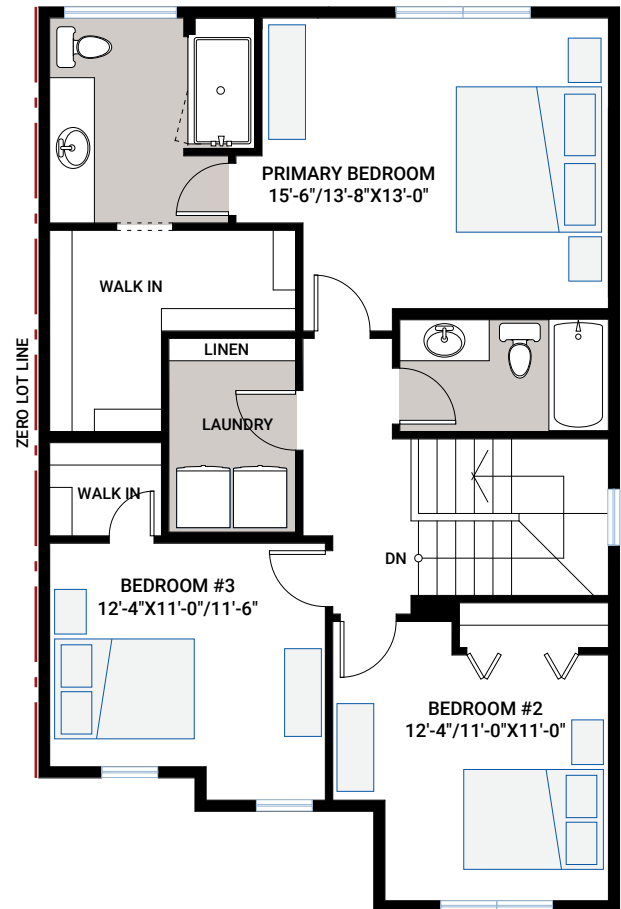 PRIMARY BEDROOM
15'-6"/13'-8"X13'-0"
WALK IN
LINEN
ZERO LOT LINE
LAUNDRY
WALK IN
DN
BEDROOM #3
12'-4"X11'-0"/11'-6"
BEDROOM #2
12'-4"/11'-0"X11'-0"